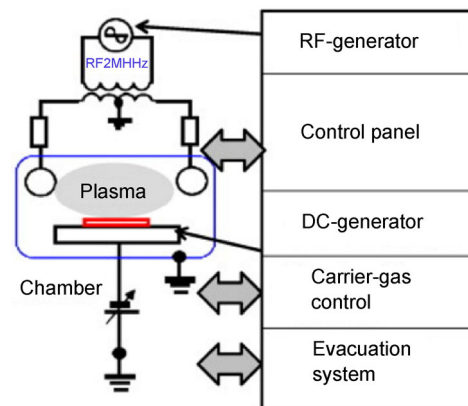 RF2MHHz
Plasma
Chamber
RF-generator
Control panel
DC-generator
Carrier-gas
control
Evacuation
system